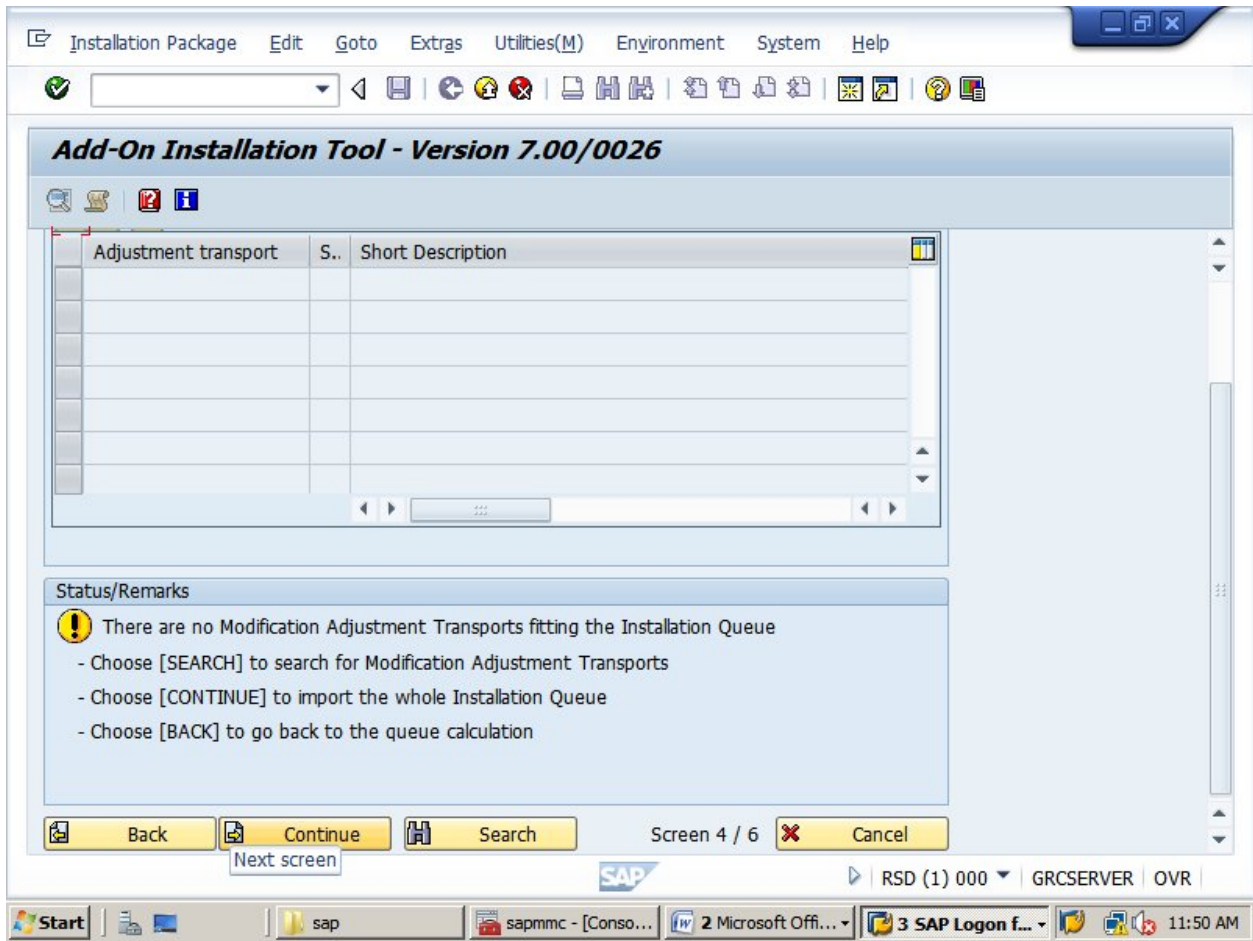 Installation Package Edit Goto Extras Utilities(M) Environment System Help
Add-On Installation Tool - Version 7.00/0026
Adjustment transport S.. Short Description
Status/Remarks
There are no Modification Adjustment Transports fitting the Installation Queue
- Choose [SEARCH] to search for Modification Adjustment Transports
- Choose [CONTINUE] to import the whole Installation Queue
- Choose [BACK] to go back to the queue calculation
Back Continue Search Screen 4 / 6 Cancel
Next screen
SAP RSD (1) 000 GRCSERVER OVR
Start sap sapmmc - [Conso... 2 Microsoft Offi... 3 SAP Logon f... 11:50 AM